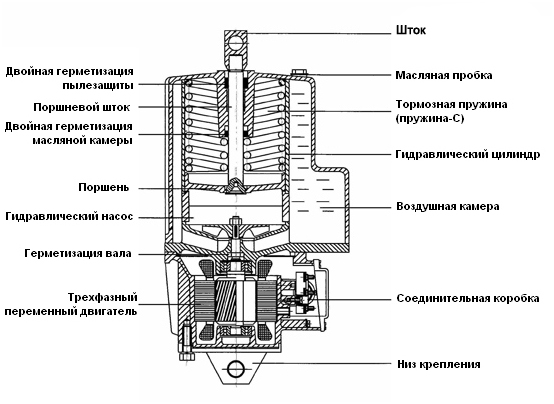 Шток
Двойная герметизация
пылезащиты
Масляная пробка
Поршневой шток
Тормозная пружина
(пружина-С)
Двойная герметизация
масляной камеры
Гидравлический цилиндр
Поршень
Воздушная камера
Гидравлический насос
Герметизация вала
Трехфазный
переменный двигатель
Соединительная коробка
Низ крепления